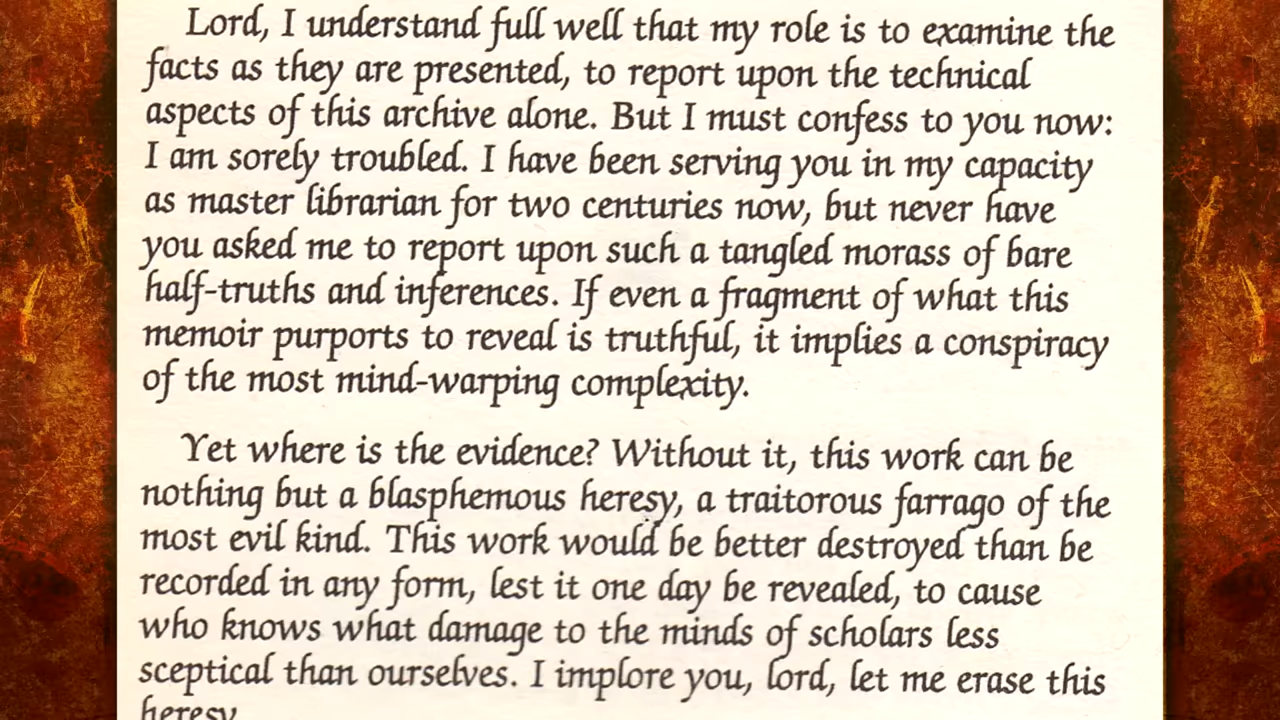 Lord, I understand full well that my role is to examine the
facts as they are presented, to report upon the technical
aspects of this archive alone. But I must confess to you now:
I am sorely troubled. I have been serving you in my capacity
as master librarian for two centuries now, but never have
you asked me to report upon such a tangled morass of bare
half-truths and inferences. If even a fragment of what this
memoir purports to reveal is truthful, it implies a conspiracy
of the most mind-warping complexity.
Yet where is the evidence? Without it, this work can be
nothing but a blasphemous heresy, a traitorous farrago of the
most evil kind. This work would be better destroyed than be
recorded in any form, lest it one day be revealed, to cause
who knows what damage to the minds of scholars less
sceptical than ourselves. I implore you, lord, let me erase this
heresy